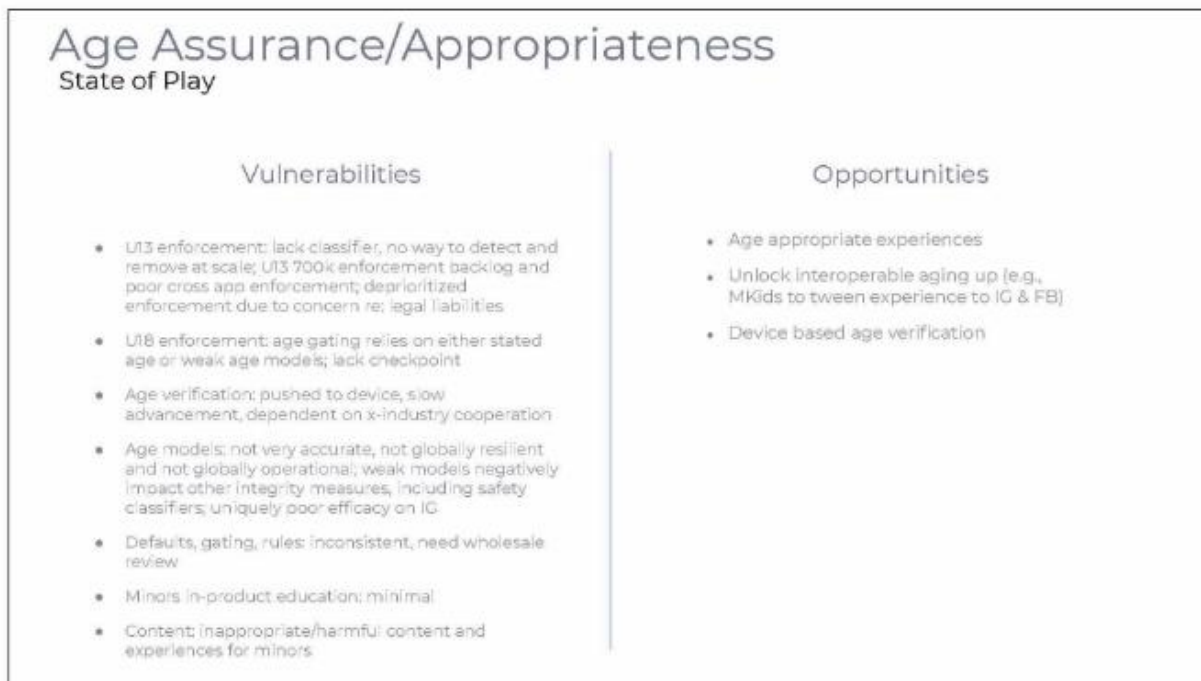 Age Assurance/Appropriateness
State of Play
Vulnerabilities
• U13 enforcement: lack classifier, no way to detect and
remove at scale; U13 700k enforcement backlog and
poor cross app enforcement; deprioritized
enforcement due to concern re: legal liabilities
• U18 enforcement: age gating relies on either stated
age or weak age models; lack checkpoint
• Age verification: pushed to device, slow
advancement, dependent on x-industry cooperation
• Age models: not very accurate, not globally resilient
and not globally operational; weak models negatively
impact other integrity measures, including safety
classifiers; uniquely poor efficacy on IG
• Defaults, gating, rules: inconsistent, need wholesale
review
• Minors in-product education: minimal
• Content: inappropriate/harmful content and
experiences for minors
Opportunities
• Age appropriate experiences
• Unlock interoperable aging up (e.g.,
MKids to tween experience to IG & FB)
• Device based age verification